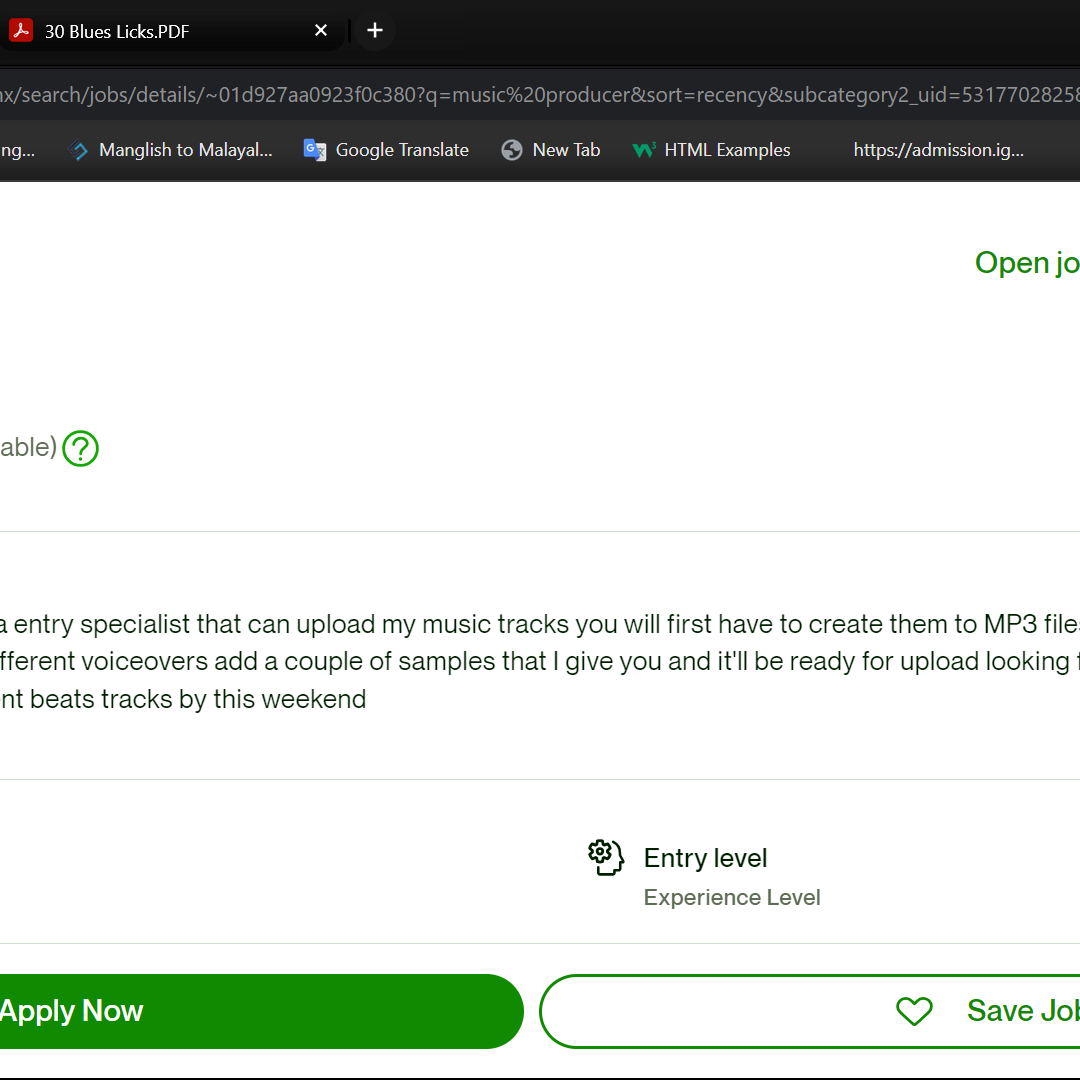 30 Blues Licks.PDF
x/search/jobs/details/~01d927aa0923f0c380?q=music%20producer&sort=recency&subcategory2_uid=5317702825
ng... Manglish to Malayal... Google Translate New Tab HTML Examples https://admission.ig...
Open jo
able)
a entry specialist that can upload my music tracks you will first have to create them to MP3 file
fferent voiceovers add a couple of samples that I give you and it'll be ready for upload looking
nt beats tracks by this weekend
Entry level
Experience Level
Apply Now
Save Job